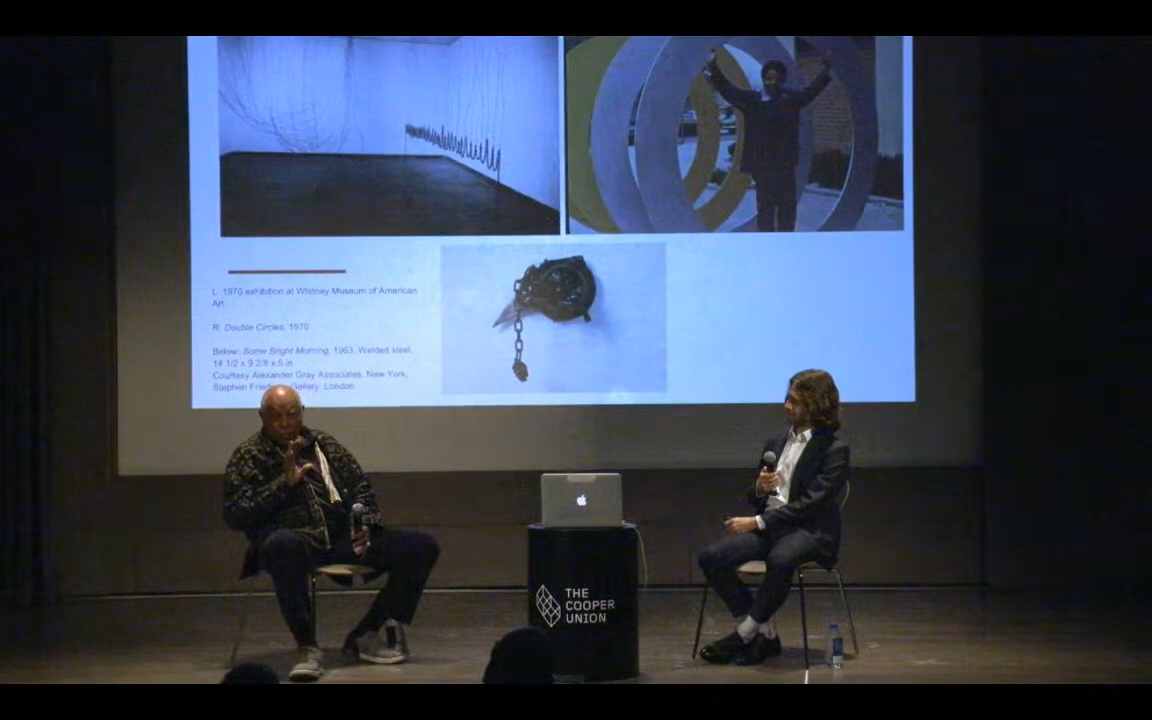 L: 1970 exhibition at Whitney Museum of American
Art
R: Double Circles, 1970
Below: Some Bright Morning, 1963. Welded steel,
14 1/2 x 9 2/8 x 5 in
Courtesy Alexander Gray Associates, New York;
Stephen Gallery, London
THE
COOPER
UNION